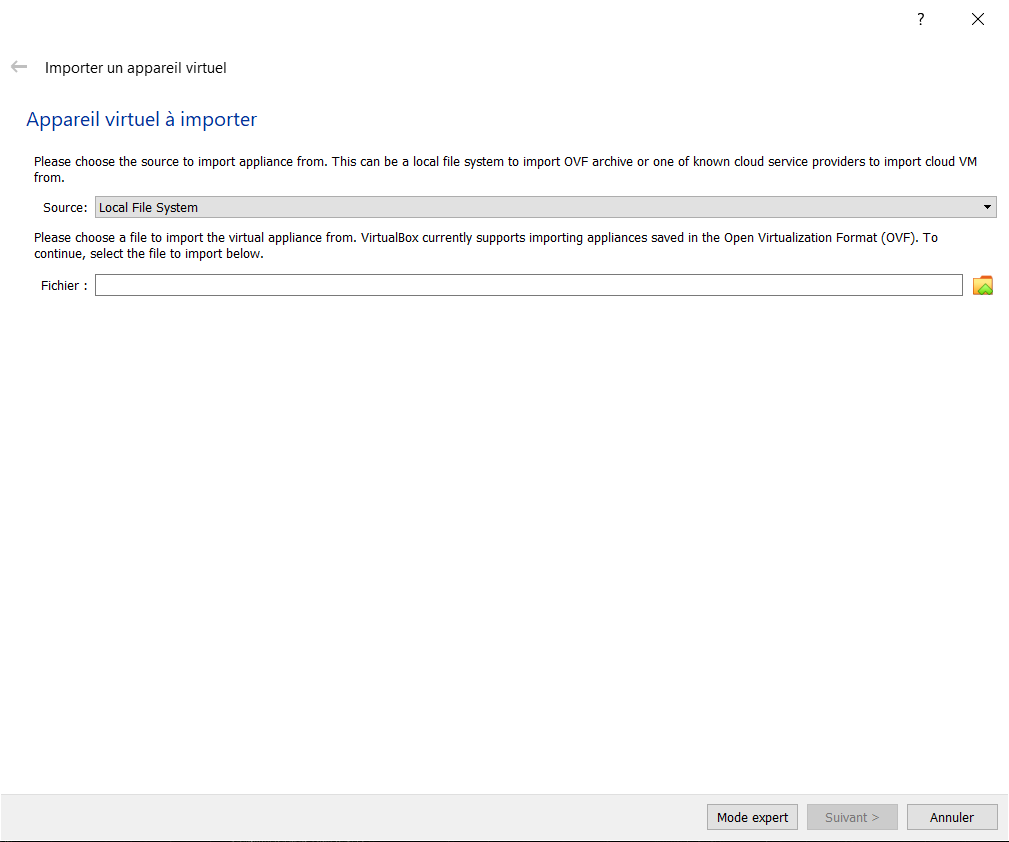 ?
Importer un appareil virtuel
Appareil virtuel à importer
Please choose the source to import appliance from. This can be a local file system to import OVF archive or one of known cloud service providers to import cloud VM
from.
Source: Local File System
Please choose a file to import the virtual appliance from. VirtualBox currently supports importing appliances saved in the Open Virtualization Format (OVF). To
continue, select the file to import below.
Fichier :
Mode expert Suivant > Annuler